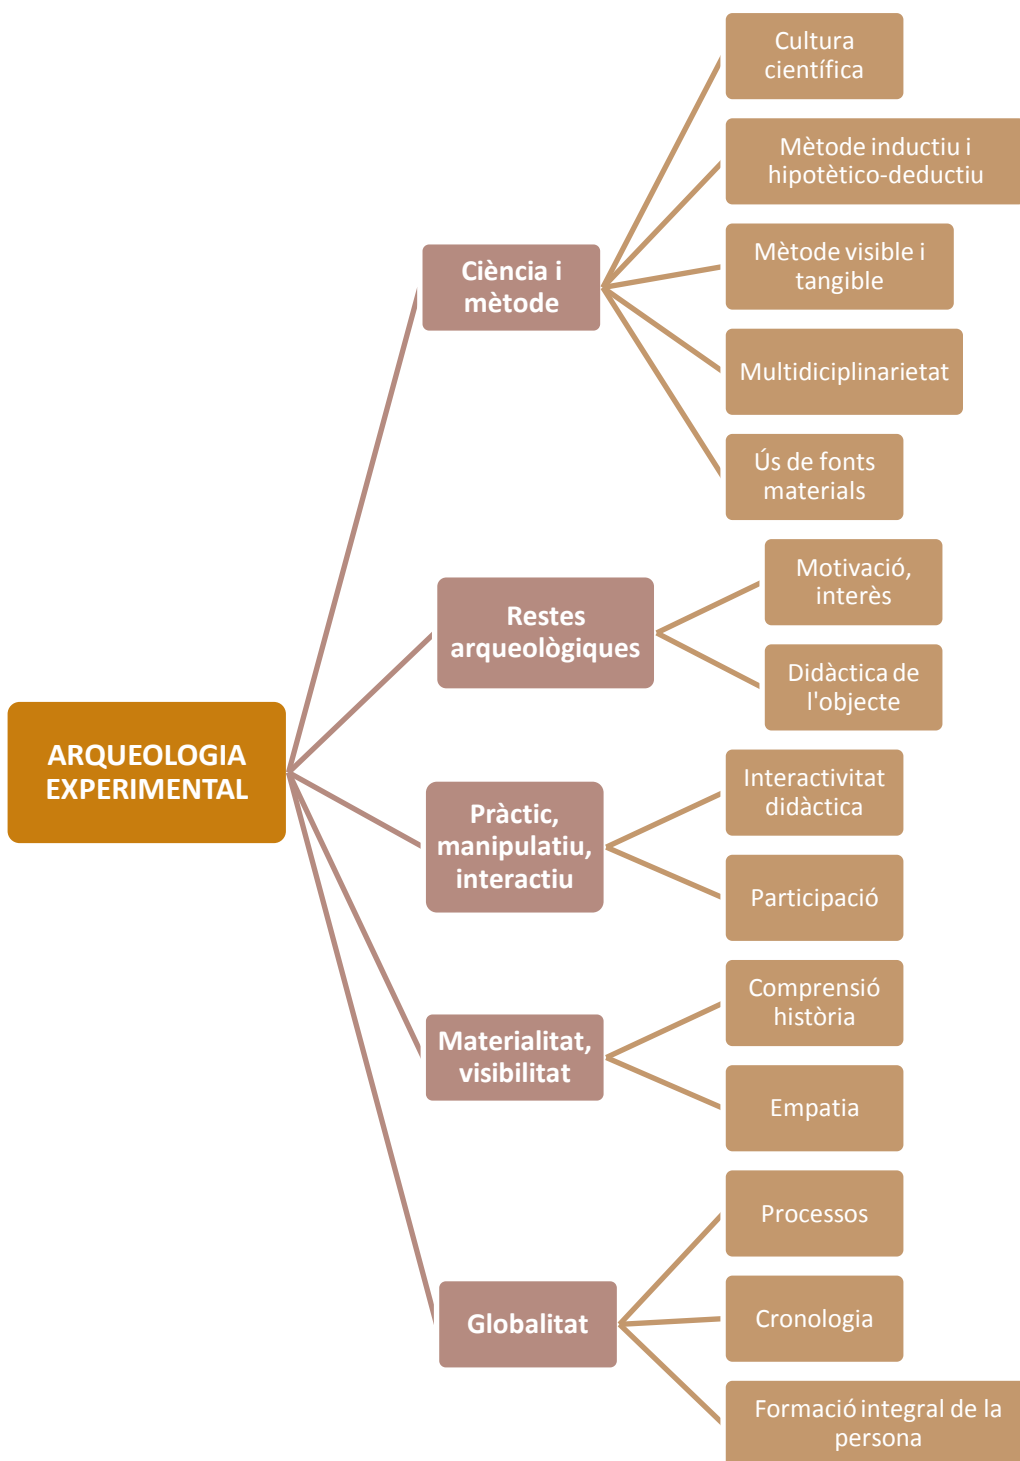 Cultura
científica
Mètode inductiu i
hipotètico-deductiu
Ciència i
mètode
Mètode visible i
tangible
Multidiciplinarietat
Ús de fonts
materials
Restes
arqueològiques
Motivació,
interès
Didàctica de
l'objecte
ARQUEOLOGIA
EXPERIMENTAL
Pràctic,
manipulatiu,
interactiu
Interactivitat
didàctica
Participació
Materialitat,
visibilitat
Comprensió
història
Empatia
Globalitat
Processos
Cronologia
Formació integral de la
persona